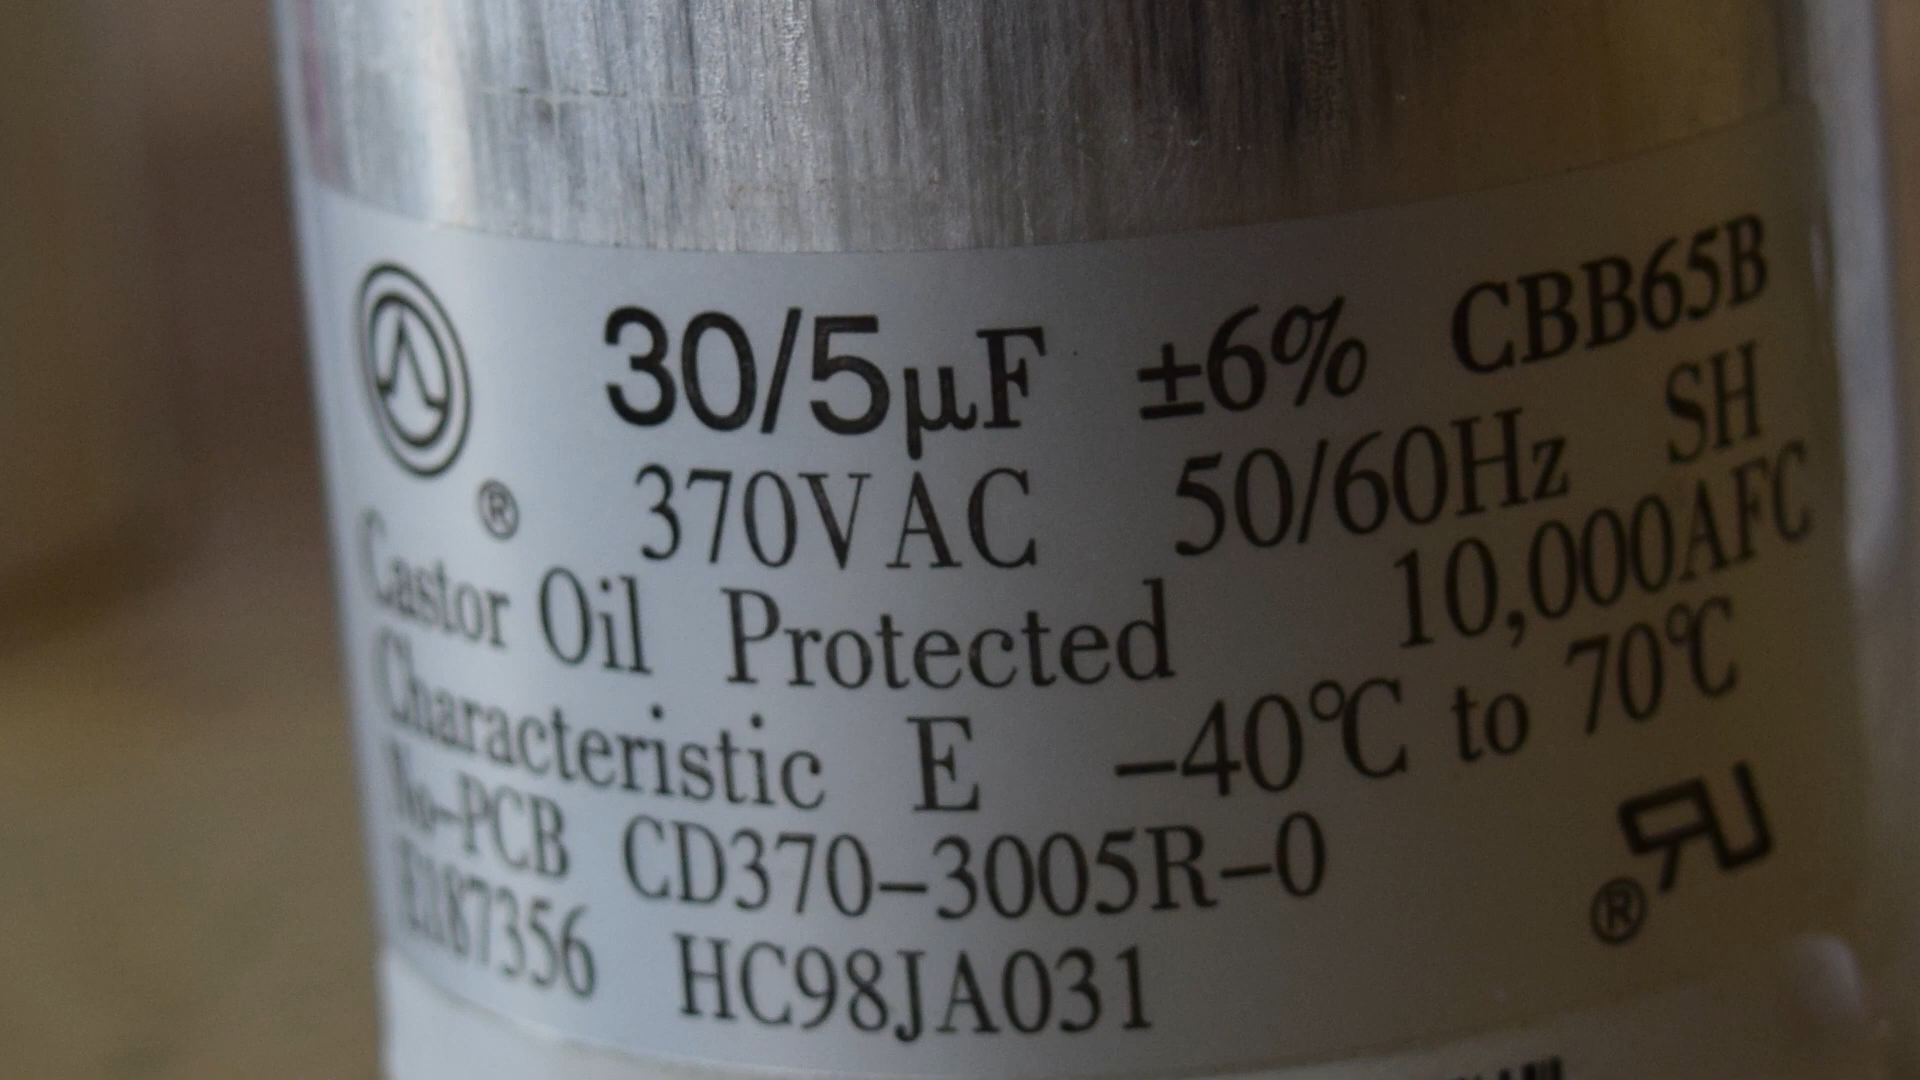 30/5µF ±6% CBB65B
370VAC 50/60Hz SH
®
Castor Oil Protected 10,000AFC
Characteristic E –40℃ to 70℃
No–PCB CD370–3005R–0
E187356 HC98JA031
®